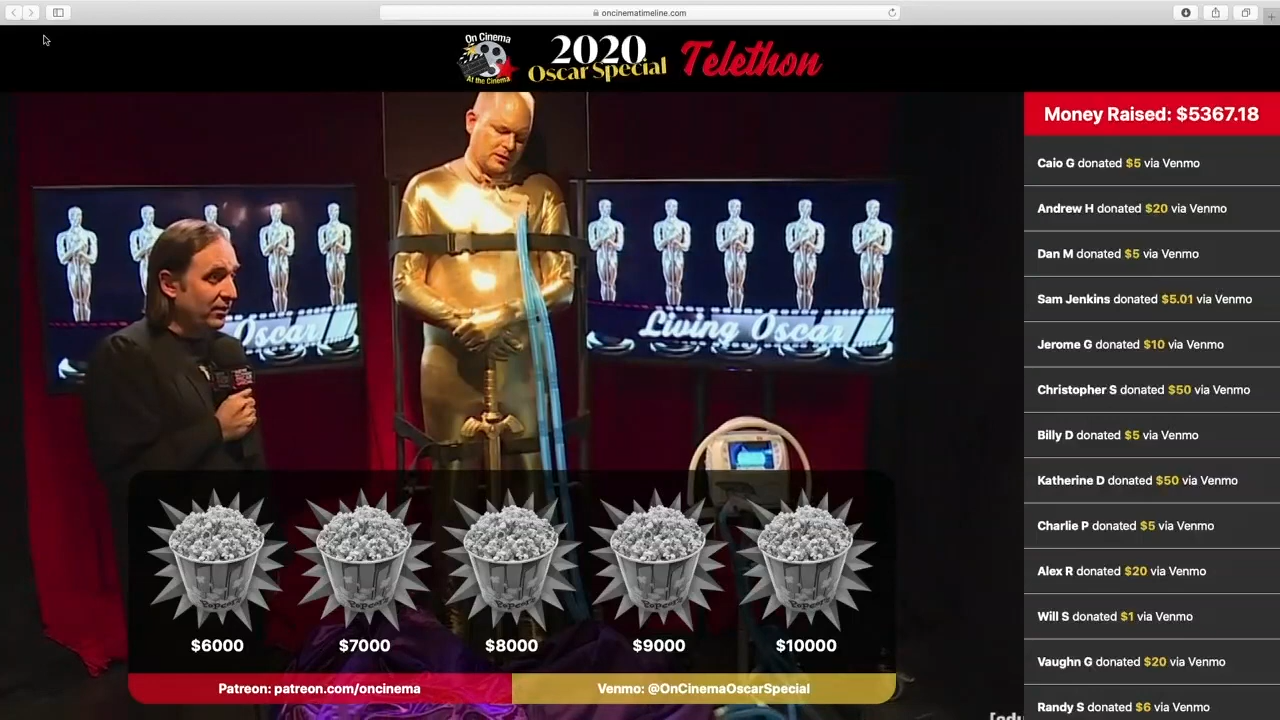 oncinematimeline.com
On Cinema
At the Cinema
2020
Oscar Special
Telethon
Money Raised: $5367.18
Caio G donated $5 via Venmo
Andrew H donated $20 via Venmo
Dan M donated $5 via Venmo
Sam Jenkins donated $5.01 via Venmo
Jerome G donated $10 via Venmo
Christopher S donated $50 via Venmo
Billy D donated $5 via Venmo
Katherine D donated $50 via Venmo
Charlie P donated $5 via Venmo
Alex R donated $20 via Venmo
Will S donated $1 via Venmo
Vaughn G donated $20 via Venmo
Randy S donated $6 via Venmo
Oscar
Living Oscar
Popcorn
Popcorn
Popcorn
Popcorn
Popcorn
$6000
$7000
$8000
$9000
$10000
Patreon: patreon.com/oncinema
Venmo: @OnCinemaOscarSpecial